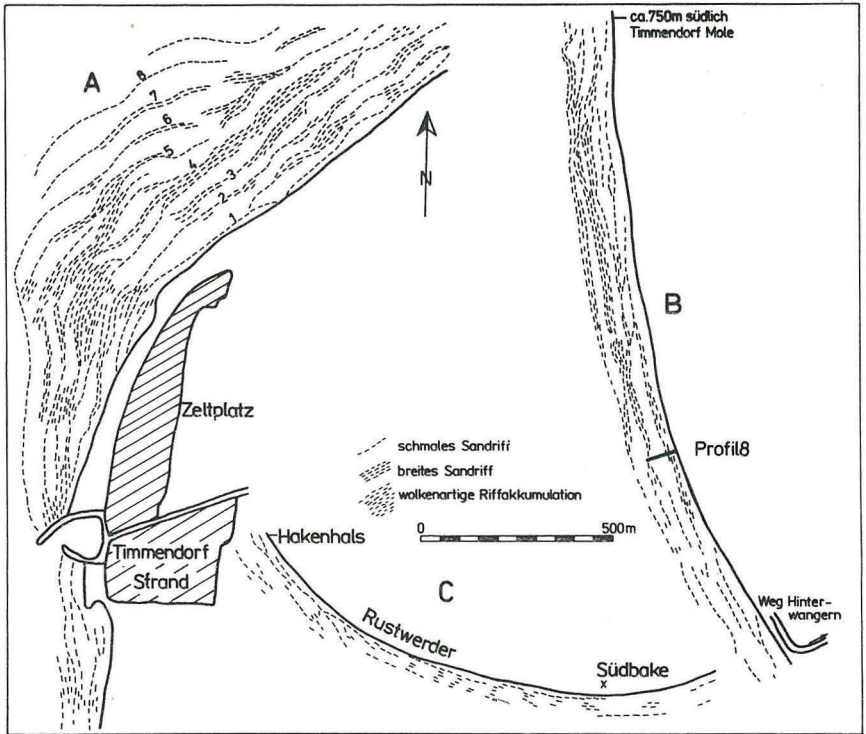 ca. 750m südlich
Timmendorf Mole
A
8
7
6
5
4
3
2
1
N
B
Zeltplatz
Profil8
schmales Sandriff
breites Sandriff
wolkenartige Riffakkumulation
0 500m
Timmendorf
Strand
Hakenhals
C
Rustwerder
Südbake
x
Weg Hinter-
wangern